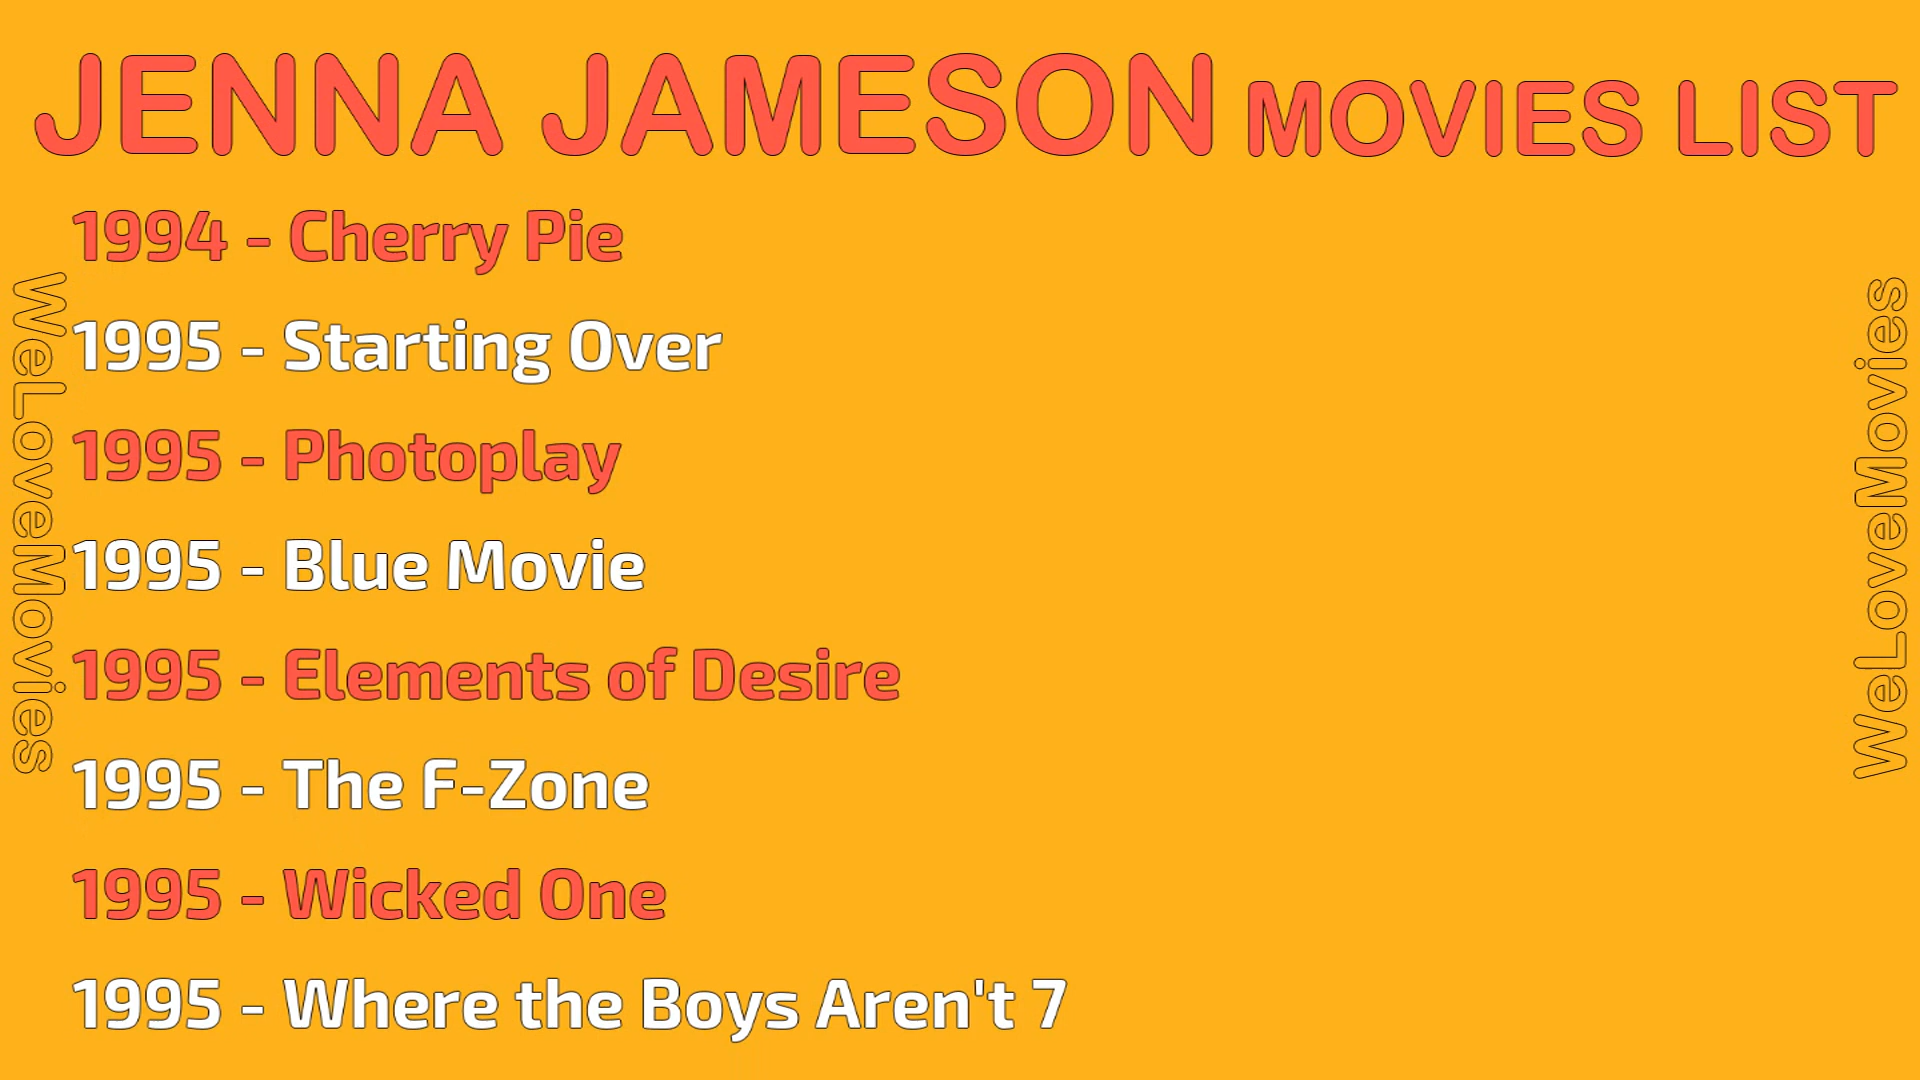 JENNA JAMESON MOVIES LIST
1994 - Cherry Pie
1995 - Starting Over
1995 - Photoplay
1995 - Blue Movie
1995 - Elements of Desire
1995 - The F-Zone
1995 - Wicked One
1995 - Where the Boys Aren't 7
WeLoveMovies
WeLoveMovies